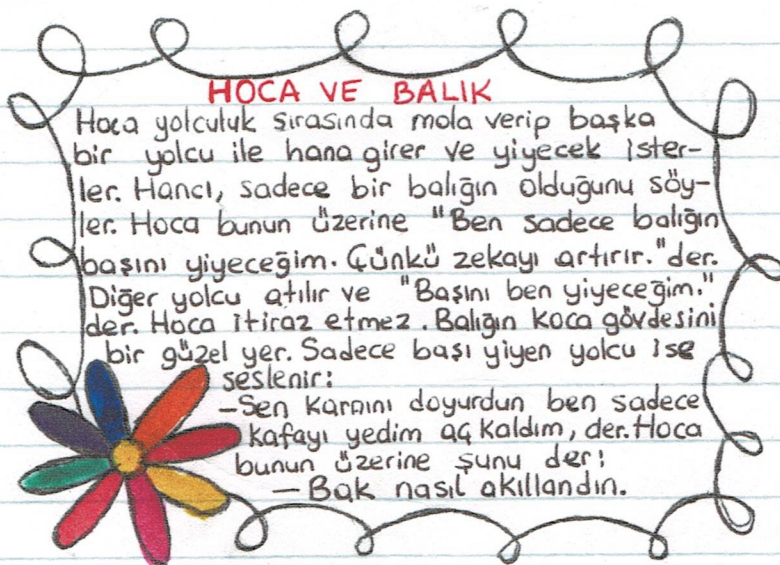 HOCA VE BALIK
Hoca yolculuk sırasında mola verip başka
bir yolcu ile hana girer ve yiyecek ister-
ler. Hancı, sadece bir balığın olduğunu söy-
ler. Hoca bunun üzerine "Ben sadece balığın
başını yiyeceğim. Çünkü zekayı artırır." der.
Diğer yolcu atılır ve "Başını ben yiyeceğim."
der. Hoca itiraz etmez. Balığın koca gövdesini
bir güzel yer. Sadece başı yiyen yolcu ise
seslenir:
-Sen karnını doyurdun ben sadece
kafayı yedim aç kaldım, der. Hoca
bunun üzerine şunu der:
- Bak nasıl akıllandın.